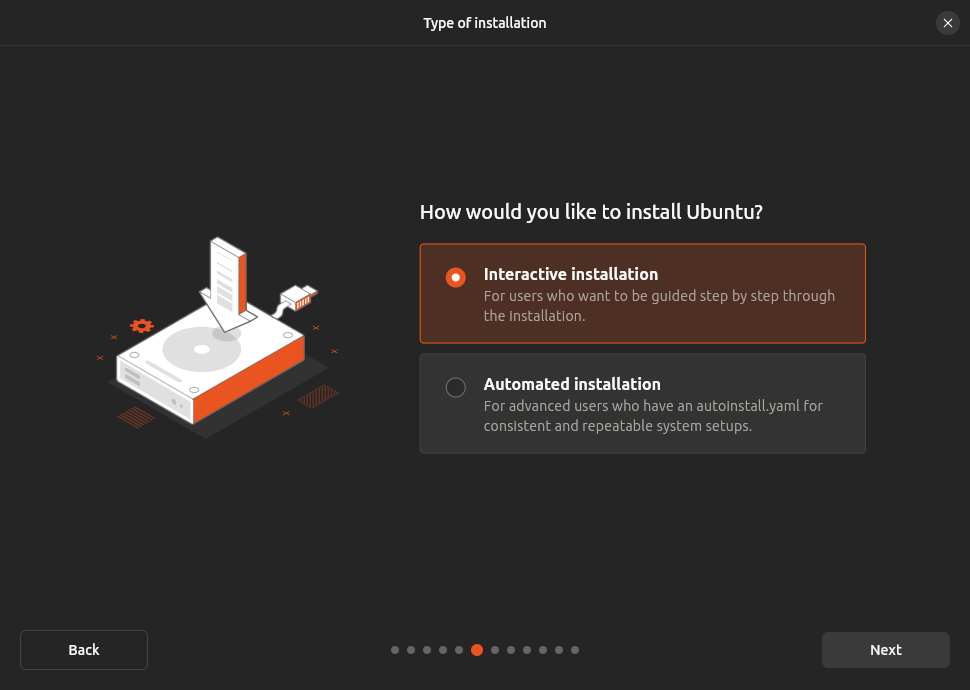 Type of installation
How would you like to install Ubuntu?
Interactive installation
For users who want to be guided step by step through
the installation.
Automated installation
For advanced users who have an autoinstall.yaml for
consistent and repeatable system setups.
Back
Next